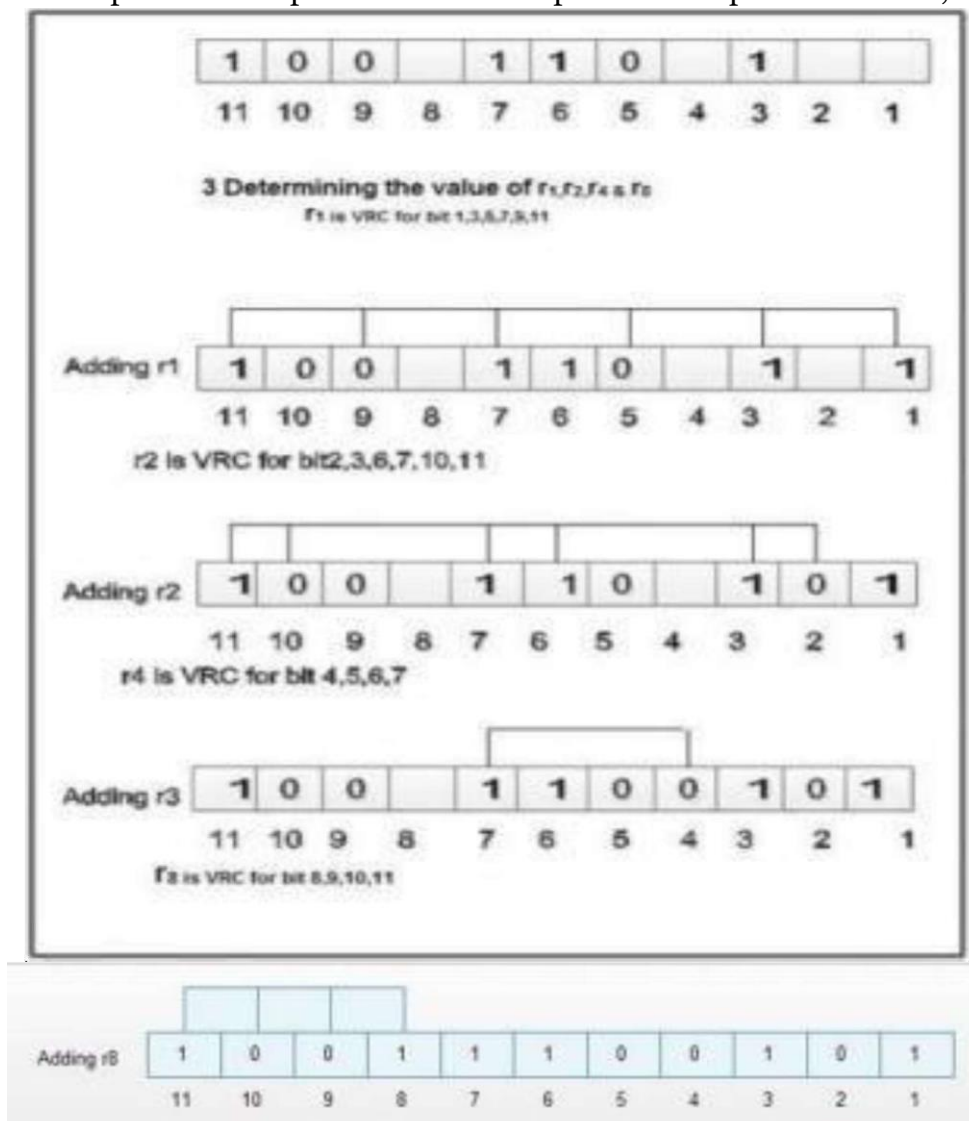 1 0 0 1 1 0 1
11 10 9 8 7 6 5 4 3 2 1
3 Determining the value of r1,r2,r4 & r8
r1 is VRC for bit 1,3,5,7,9,11
Adding r1 1 0 0 1 1 0 1 1
11 10 9 8 7 6 5 4 3 2 1
r2 is VRC for bit2,3,6,7,10,11
Adding r2 1 0 0 1 1 0 1 0 1
11 10 9 8 7 6 5 4 3 2 1
r4 is VRC for bit 4,5,6,7
Adding r3 1 0 0 1 1 0 0 1 0 1
11 10 9 8 7 6 5 4 3 2 1
r8 is VRC for bit 8,9,10,11
Adding r8 1 0 0 1 1 1 0 0 1 0 1
11 10 9 8 7 6 5 4 3 2 1